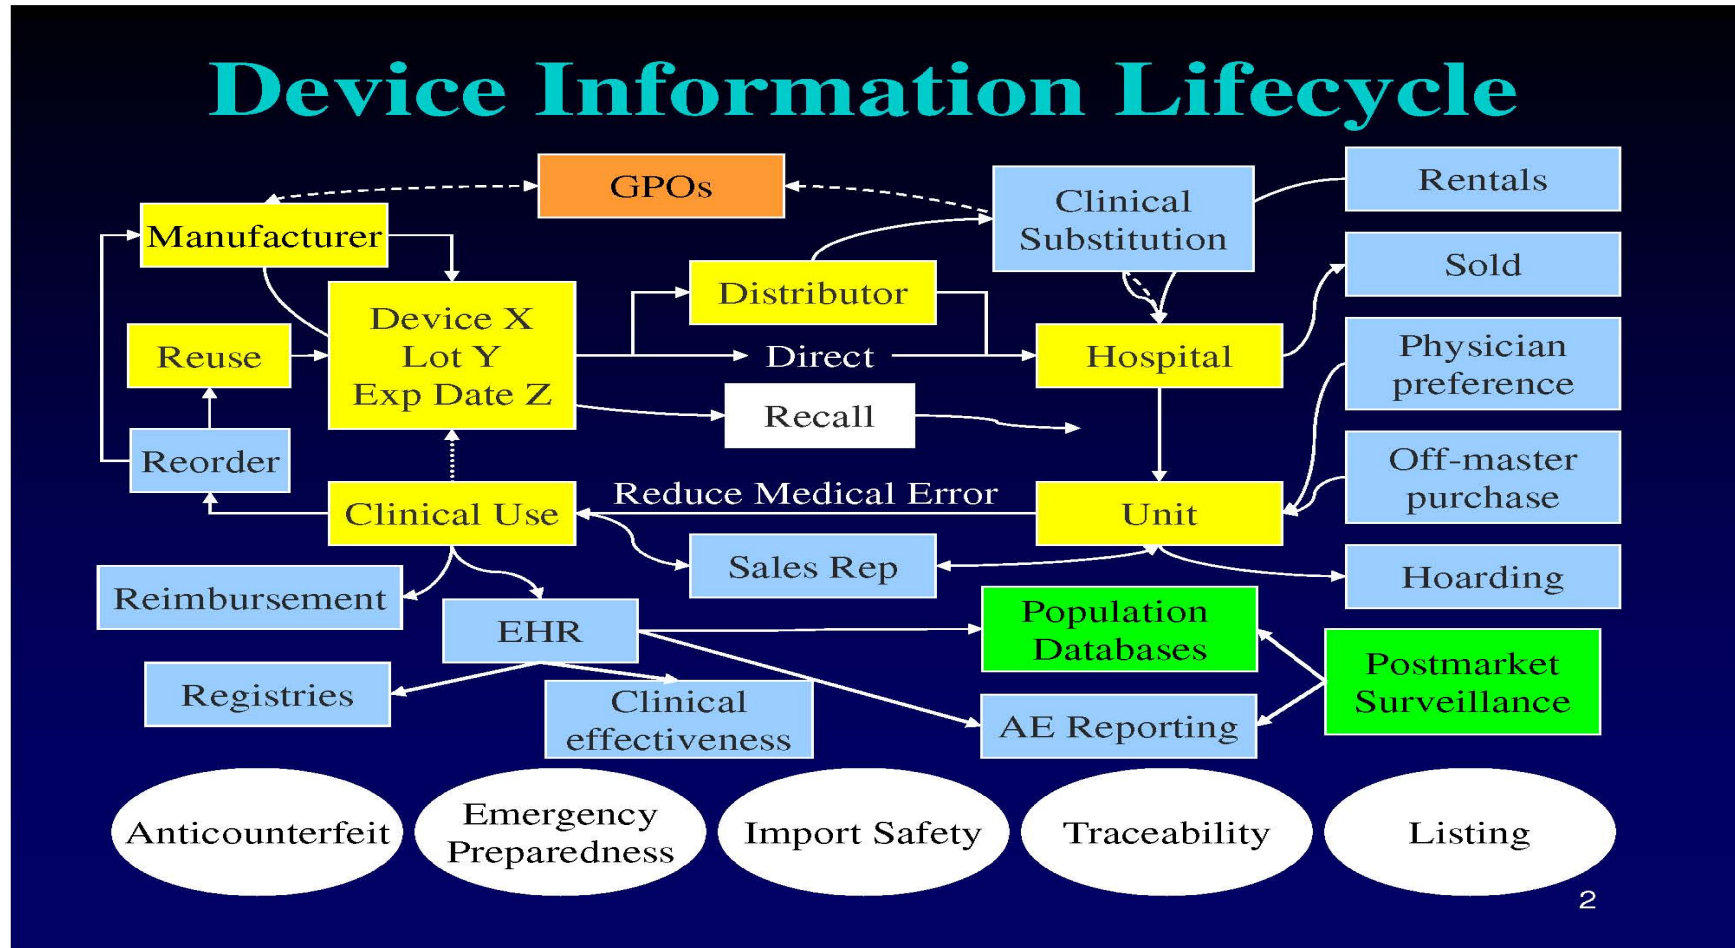 Device Information Lifecycle
GPOs
Clinical
Substitution
Rentals
Manufacturer
Sold
Distributor
Device X
Lot Y
Exp Date Z
Reuse
Direct
Hospital
Physician
preference
Recall
Reorder
Off-master
purchase
Clinical Use
Reduce Medical Error
Unit
Sales Rep
Hoarding
Reimbursement
EHR
Population
Databases
Postmarket
Surveillance
Registries
Clinical
effectiveness
AE Reporting
Anticounterfeit
Emergency
Preparedness
Import Safety
Traceability
Listing
2